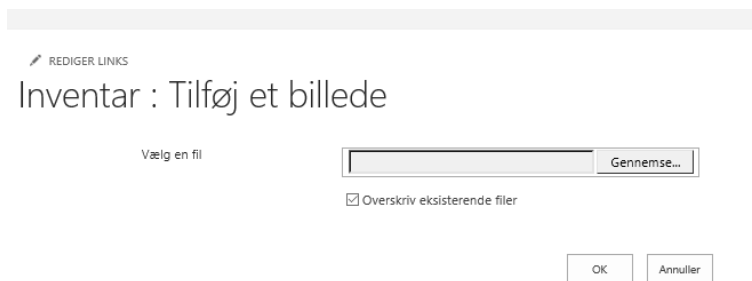 REDIGER LINKS
Inventar : Tilføj et billede
Vælg en fil
Gennemse...
Overskriv eksisterende filer
OK Annuller